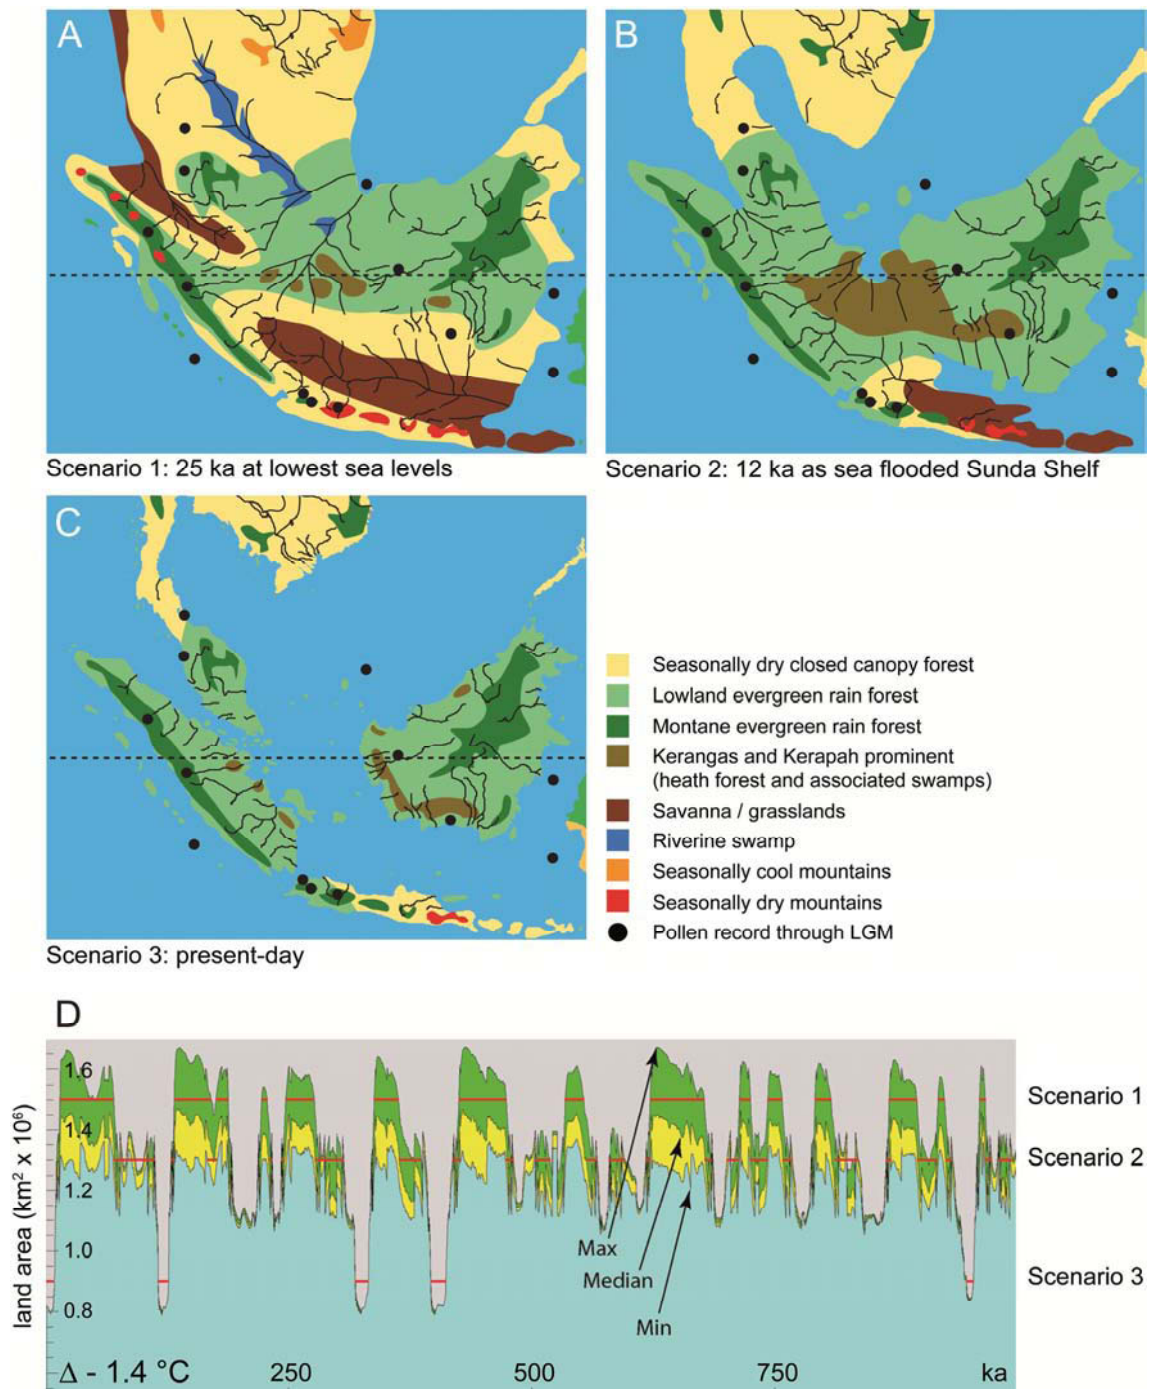 A
B
Scenario 1: 25 ka at lowest sea levels
Scenario 2: 12 ka as sea flooded Sunda Shelf
C
Seasonally dry closed canopy forest
Lowland evergreen rain forest
Montane evergreen rain forest
Kerangas and Kerapah prominent
(heath forest and associated swamps)
Savanna / grasslands
Riverine swamp
Seasonally cool mountains
Seasonally dry mountains
Pollen record through LGM
Scenario 3: present-day
D
land area (km² x 10⁶)
1.6
1.4
1.2
1.0
0.8
Scenario 1
Scenario 2
Scenario 3
Max
Median
Min
Δ - 1.4 °C
250
500
750
ka